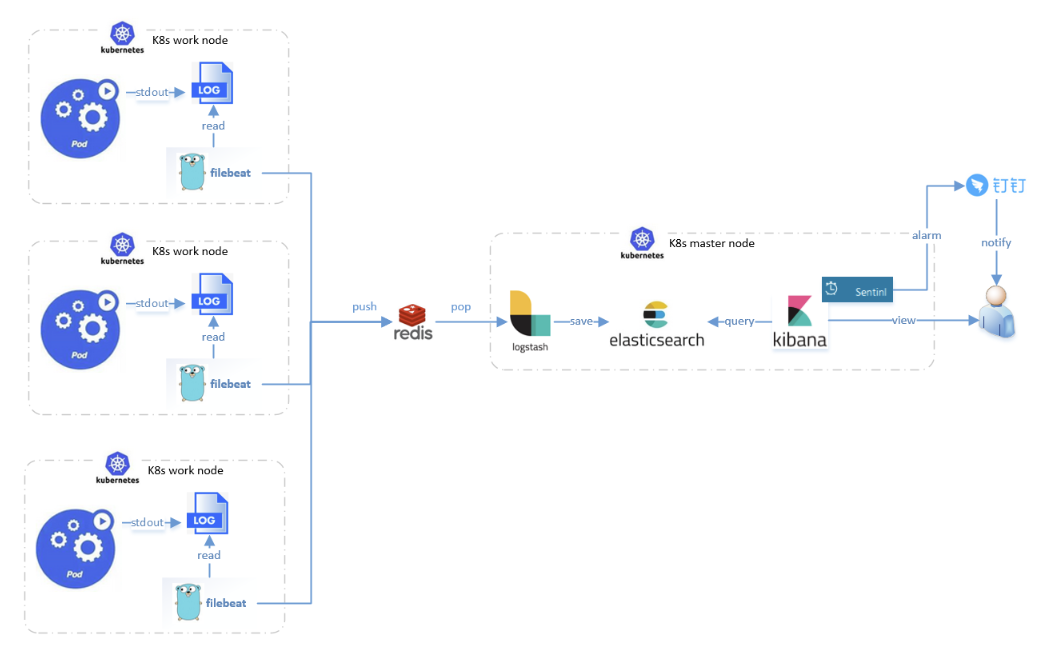 kubernetes
K8s work node
Pod
stdout
LOG
read
filebeat
kubernetes
K8s work node
Pod
stdout
LOG
read
filebeat
kubernetes
K8s work node
Pod
stdout
LOG
read
filebeat
push
redis
pop
kubernetes
K8s master node
logstash
save
elasticsearch
query
kibana
Sentinl
alarm
view
钉钉
notify